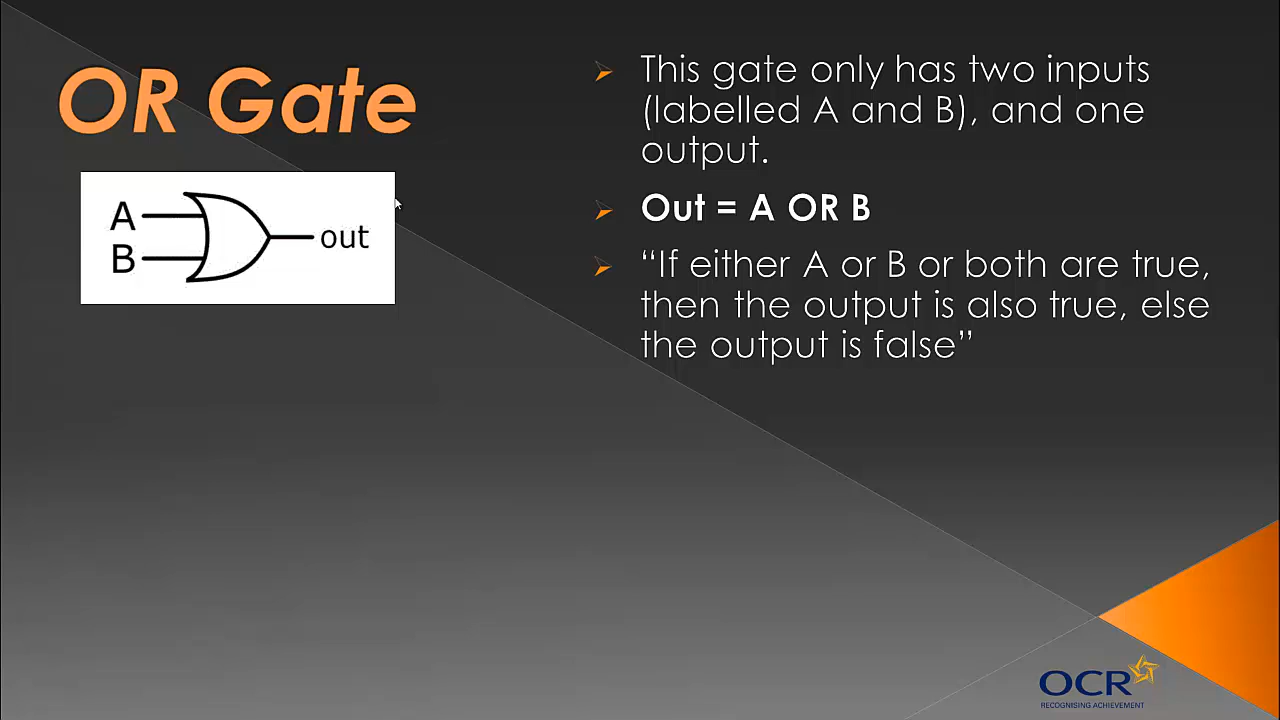 OR Gate
A
B
out
This gate only has two inputs
(labelled A and B), and one
output.
Out = A OR B
“If either A or B or both are true,
then the output is also true, else
the output is false”
OCR
RECOGNISING ACHIEVEMENT